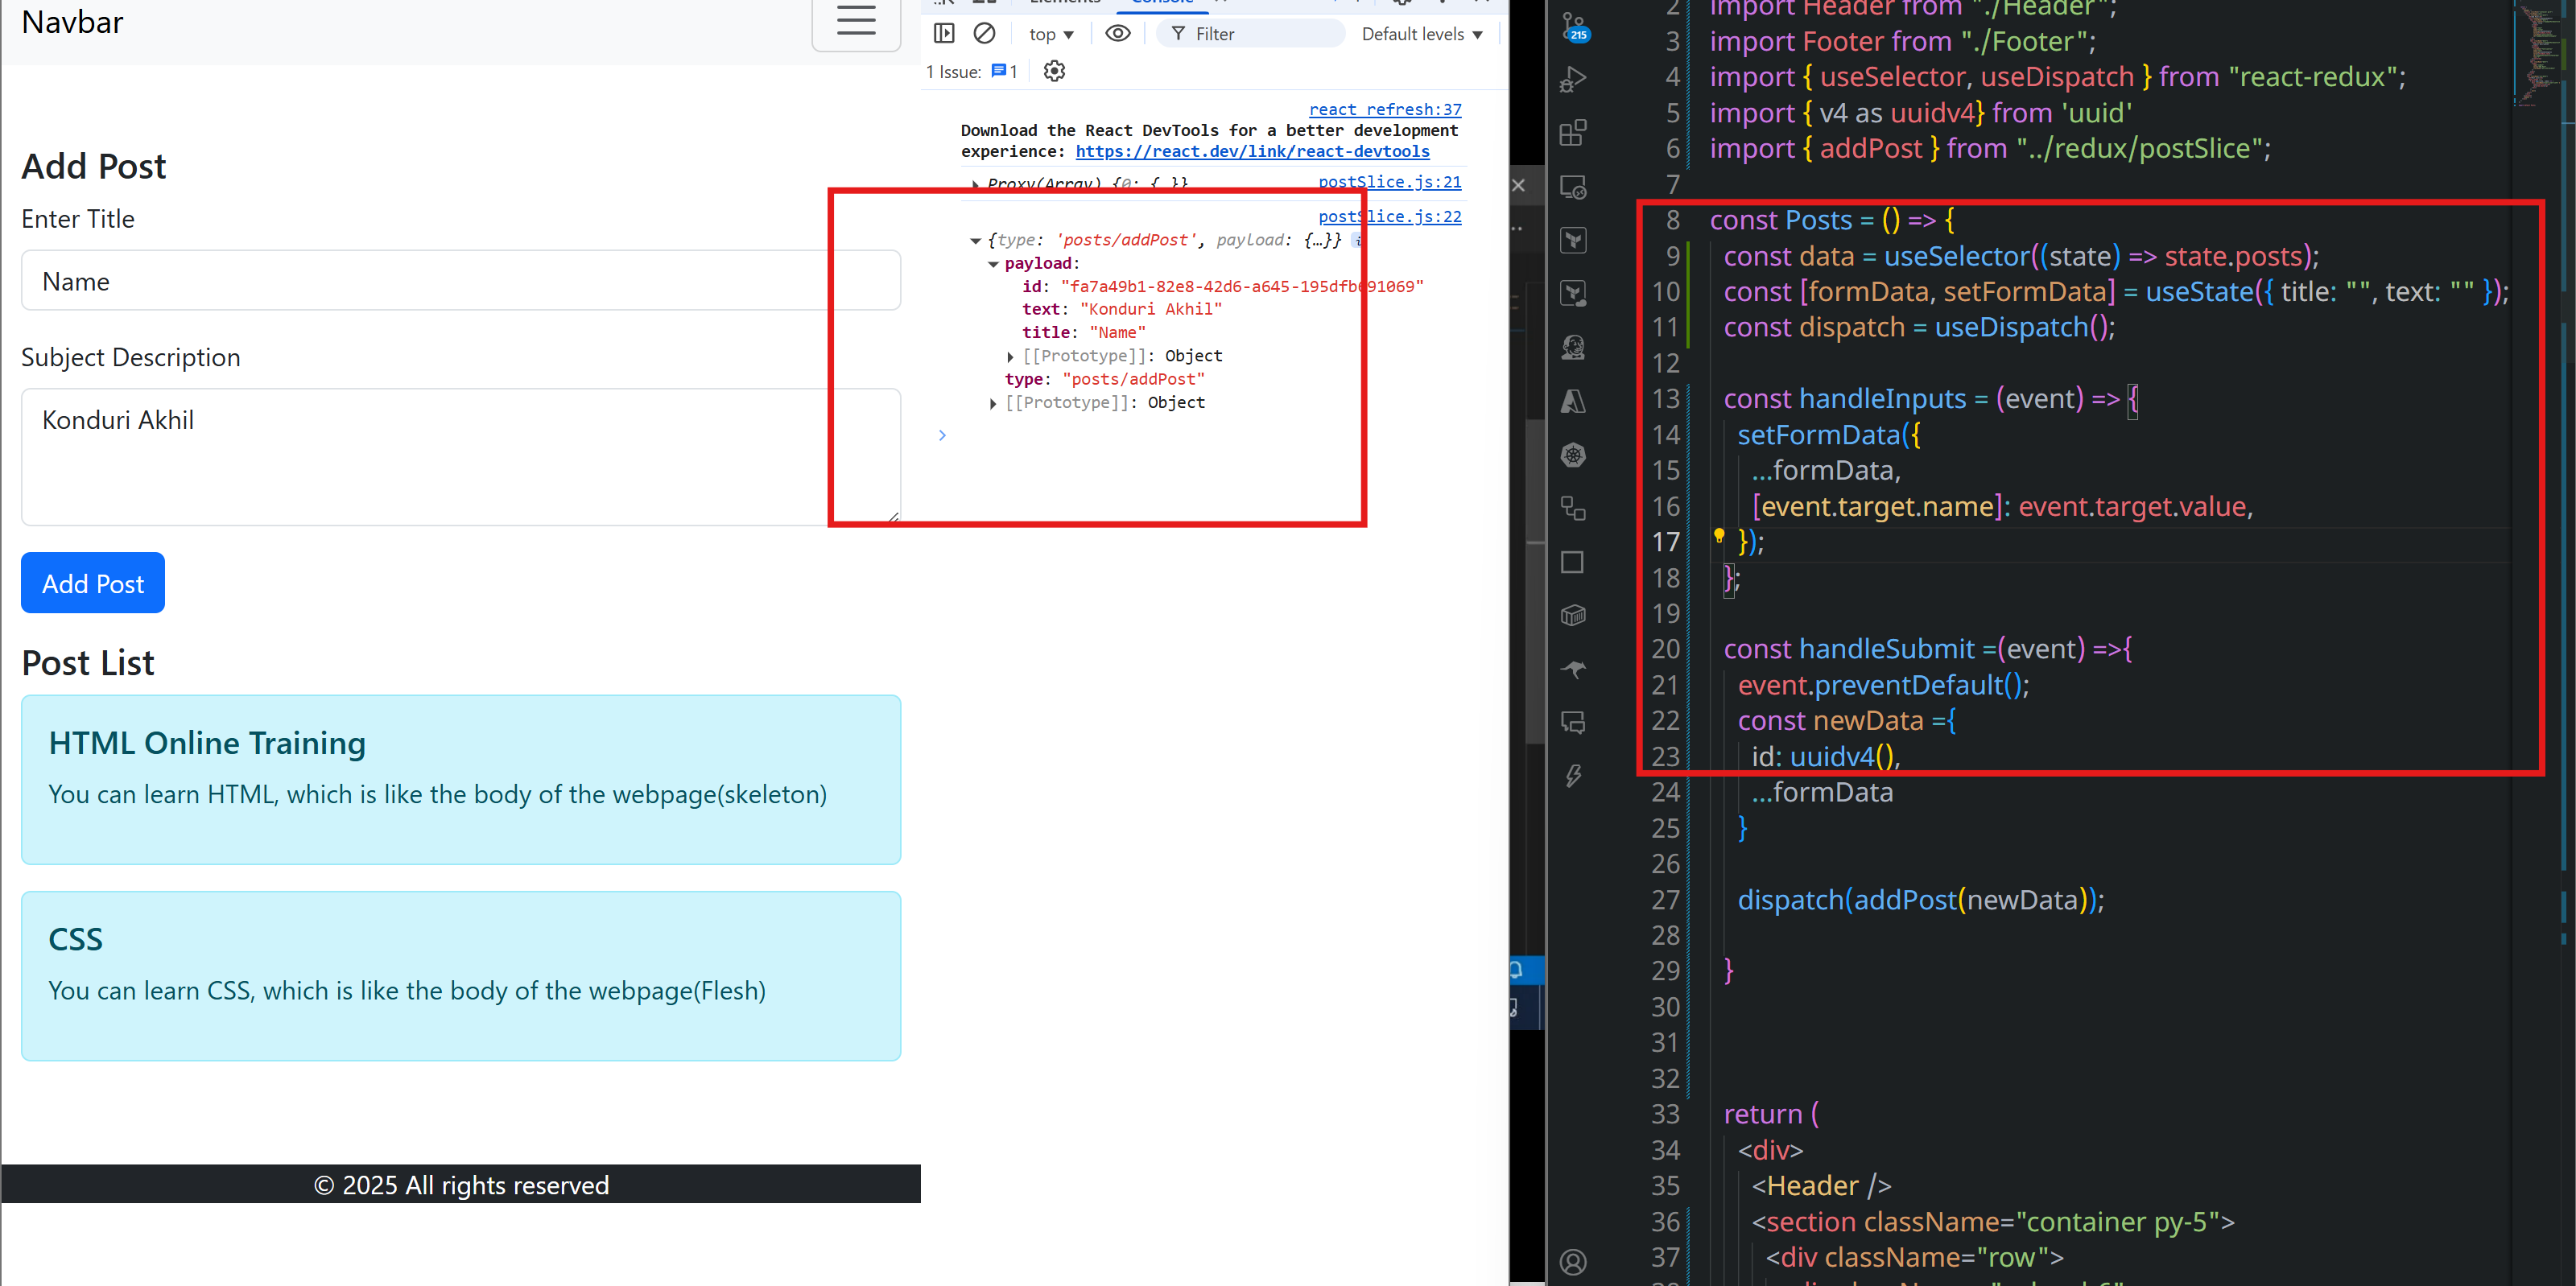 Navbar
Add Post
Enter Title
Name
Subject Description
Konduri Akhil
Add Post
Post List
HTML Online Training
You can learn HTML, which is like the body of the webpage(skeleton)
CSS
You can learn CSS, which is like the body of the webpage(Flesh)
© 2025 All rights reserved
Elements Console
top Filter Default levels
1 Issue: 1
react refresh:37
Download the React DevTools for a better development
experience: https://react.dev/link/react-devtools
Proxy(Array) {0: {…}} postSlice.js:21
postSlice.js:22
{type: 'posts/addPost', payload: {…}} i
payload:
id: "fa7a49b1-82e8-42d6-a645-195dfb691069"
text: "Konduri Akhil"
title: "Name"
[[Prototype]]: Object
type: "posts/addPost"
[[Prototype]]: Object
215
2 import Header from "./Header";
3 import Footer from "./Footer";
4 import { useSelector, useDispatch } from "react-redux";
5 import { v4 as uuidv4} from 'uuid'
6 import { addPost } from "../redux/postSlice";
7
8 const Posts = () => {
9 const data = useSelector((state) => state.posts);
10 const [formData, setFormData] = useState({ title: "", text: "" });
11 const dispatch = useDispatch();
12
13 const handleInputs = (event) => {
14 setFormData({
15 ...formData,
16 [event.target.name]: event.target.value,
17 });
18 };
19
20 const handleSubmit =(event) =>{
21 event.preventDefault();
22 const newData ={
23 id: uuidv4(),
24 ...formData
25 }
26
27 dispatch(addPost(newData));
28
29 }
30
31
32
33 return (
34 <div>
35 <Header />
36 <section className="container py-5">
37 <div className="row">